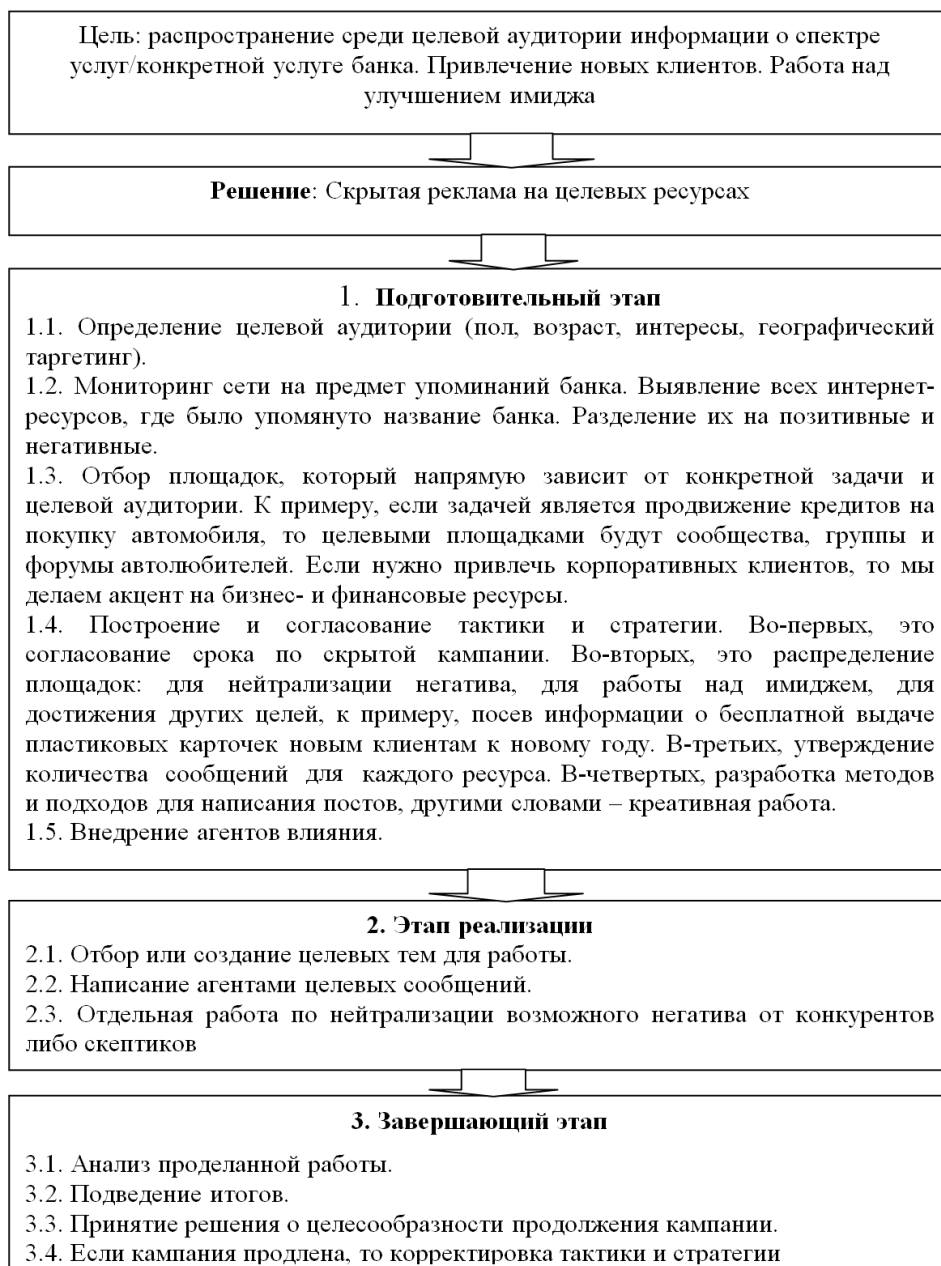 Цель: распространение среди целевой аудитории информации о спектре
услуг/конкретной услуге банка. Привлечение новых клиентов. Работа над
улучшением имиджа
Решение: Скрытая реклама на целевых ресурсах
1. Подготовительный этап
1.1. Определение целевой аудитории (пол, возраст, интересы, географический
таргетинг).
1.2. Мониторинг сети на предмет упоминаний банка. Выявление всех интернет-
ресурсов, где было упомянуто название банка. Разделение их на позитивные и
негативные.
1.3. Отбор площадок, который напрямую зависит от конкретной задачи и
целевой аудитории. К примеру, если задачей является продвижение кредитов на
покупку автомобиля, то целевыми площадками будут сообщества, группы и
форумы автолюбителей. Если нужно привлечь корпоративных клиентов, то мы
делаем акцент на бизнес- и финансовые ресурсы.
1.4. Построение и согласование тактики и стратегии. Во-первых, это
согласование срока по скрытой кампании. Во-вторых, это распределение
площадок: для нейтрализации негатива, для работы над имиджем, для
достижения других целей, к примеру, посев информации о бесплатной выдаче
пластиковых карточек новым клиентам к новому году. В-третьих, утверждение
количества сообщений для каждого ресурса. В-четвертых, разработка методов
и подходов для написания постов, другими словами – креативная работа.
1.5. Внедрение агентов влияния.
2. Этап реализации
2.1. Отбор или создание целевых тем для работы.
2.2. Написание агентами целевых сообщений.
2.3. Отдельная работа по нейтрализации возможного негатива от конкурентов
либо скептиков
3. Завершающий этап
3.1. Анализ проделанной работы.
3.2. Подведение итогов.
3.3. Принятие решения о целесообразности продолжения кампании.
3.4. Если кампания продлена, то корректировка тактики и стратегии